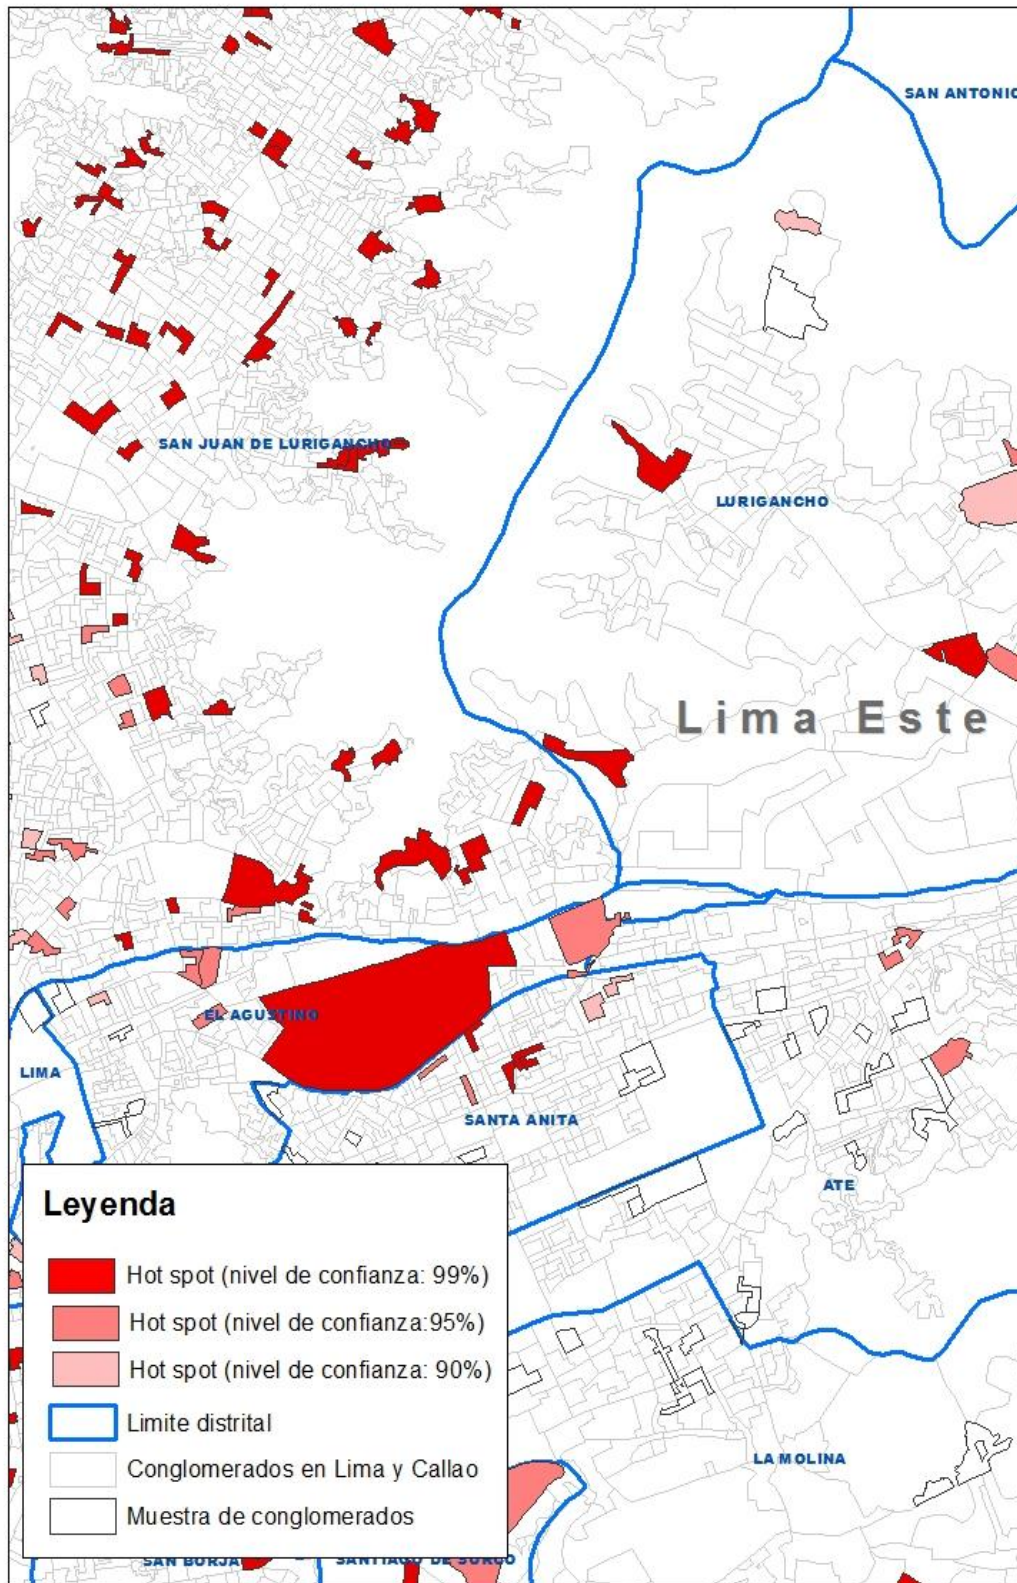 SAN ANTONIO
SAN JUAN DE LURIGANCHO
LURIGANCHO
Lima Este
EL AGUSTINO
LIMA
SANTA ANITA
ATE
Leyenda
Hot spot (nivel de confianza: 99%)
Hot spot (nivel de confianza:95%)
Hot spot (nivel de confianza: 90%)
Limite distrital
Conglomerados en Lima y Callao
Muestra de conglomerados
LA MOLINA
SAN BORJA
SANTIAGO DE SURCO